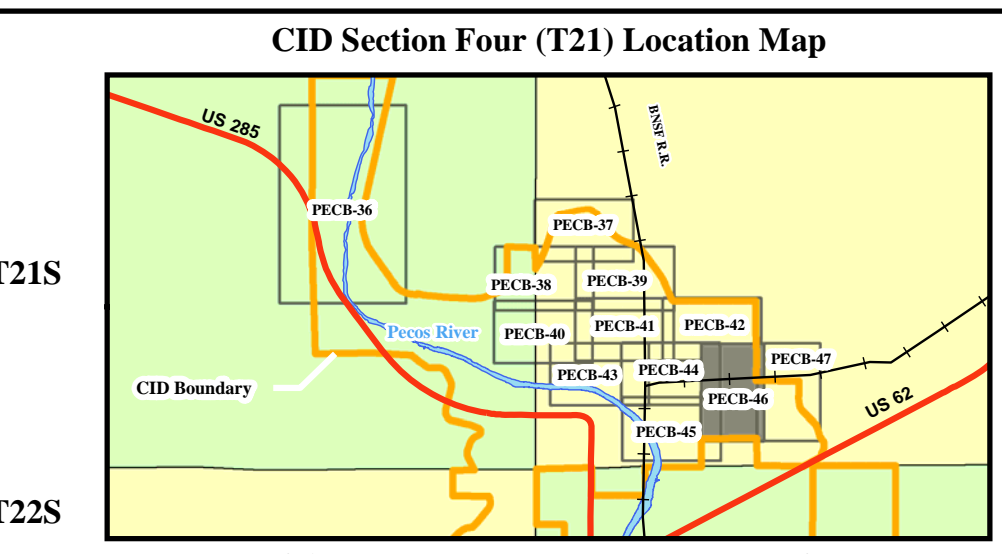 CID Section Four (T21) Location Map
US 285
BNSF R.R.
PECB-36
PECB-37
T21S
PECB-38
PECB-39
PECB-40
PECB-41
PECB-42
Pecos River
PECB-43
PECB-44
PECB-47
CID Boundary
PECB-46
US 62
PECB-45
T22S